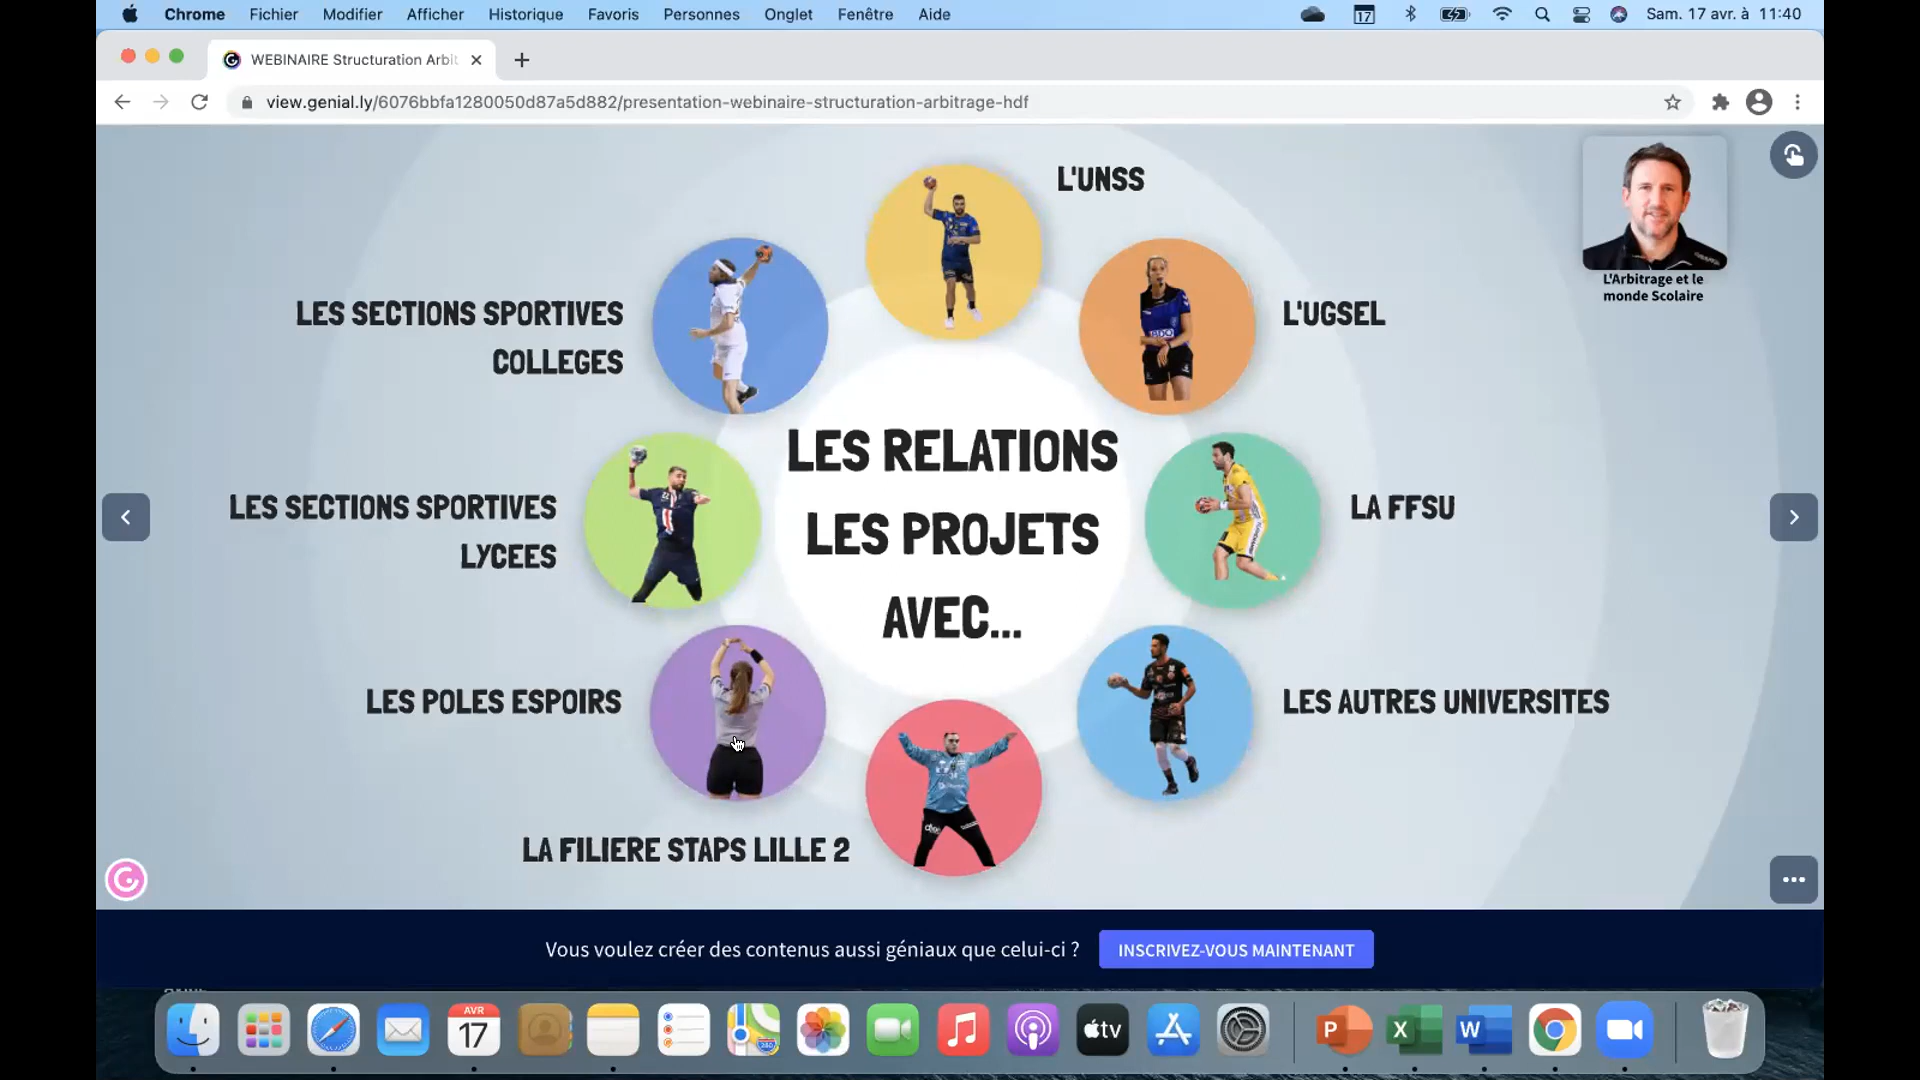 Chrome Fichier Modifier Afficher Historique Favoris Personnes Onglet Fenêtre Aide
17
Sam. 17 avr. à 11:40
WEBINAIRE Structuration Arbit
view.genial.ly/6076bbfa1280050d87a5d882/presentation-webinaire-structuration-arbitrage-hdf
L'UNSS
L'Arbitrage et le
monde Scolaire
LES SECTIONS SPORTIVES
COLLEGES
L'UGSEL
LES RELATIONS
LES PROJETS
AVEC...
LES SECTIONS SPORTIVES
LYCEES
LA FFSU
LES POLES ESPOIRS
LES AUTRES UNIVERSITES
LA FILIERE STAPS LILLE 2
Vous voulez créer des contenus aussi géniaux que celui-ci ?
INSCRIVEZ-VOUS MAINTENANT
AVR
17
280
tv
P
X
W